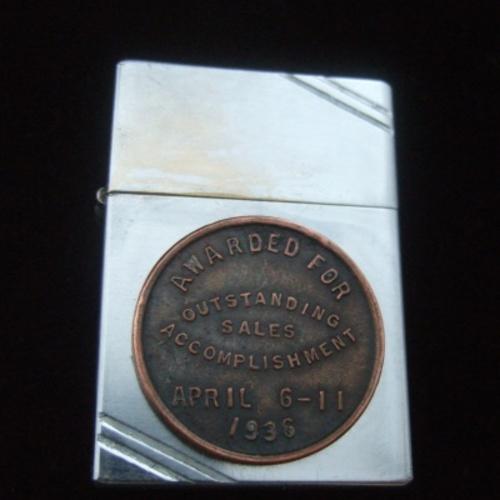 AWARDED FOR
OUTSTANDING
SALES
ACCOMPLISHMENT
APRIL 6-11
1936